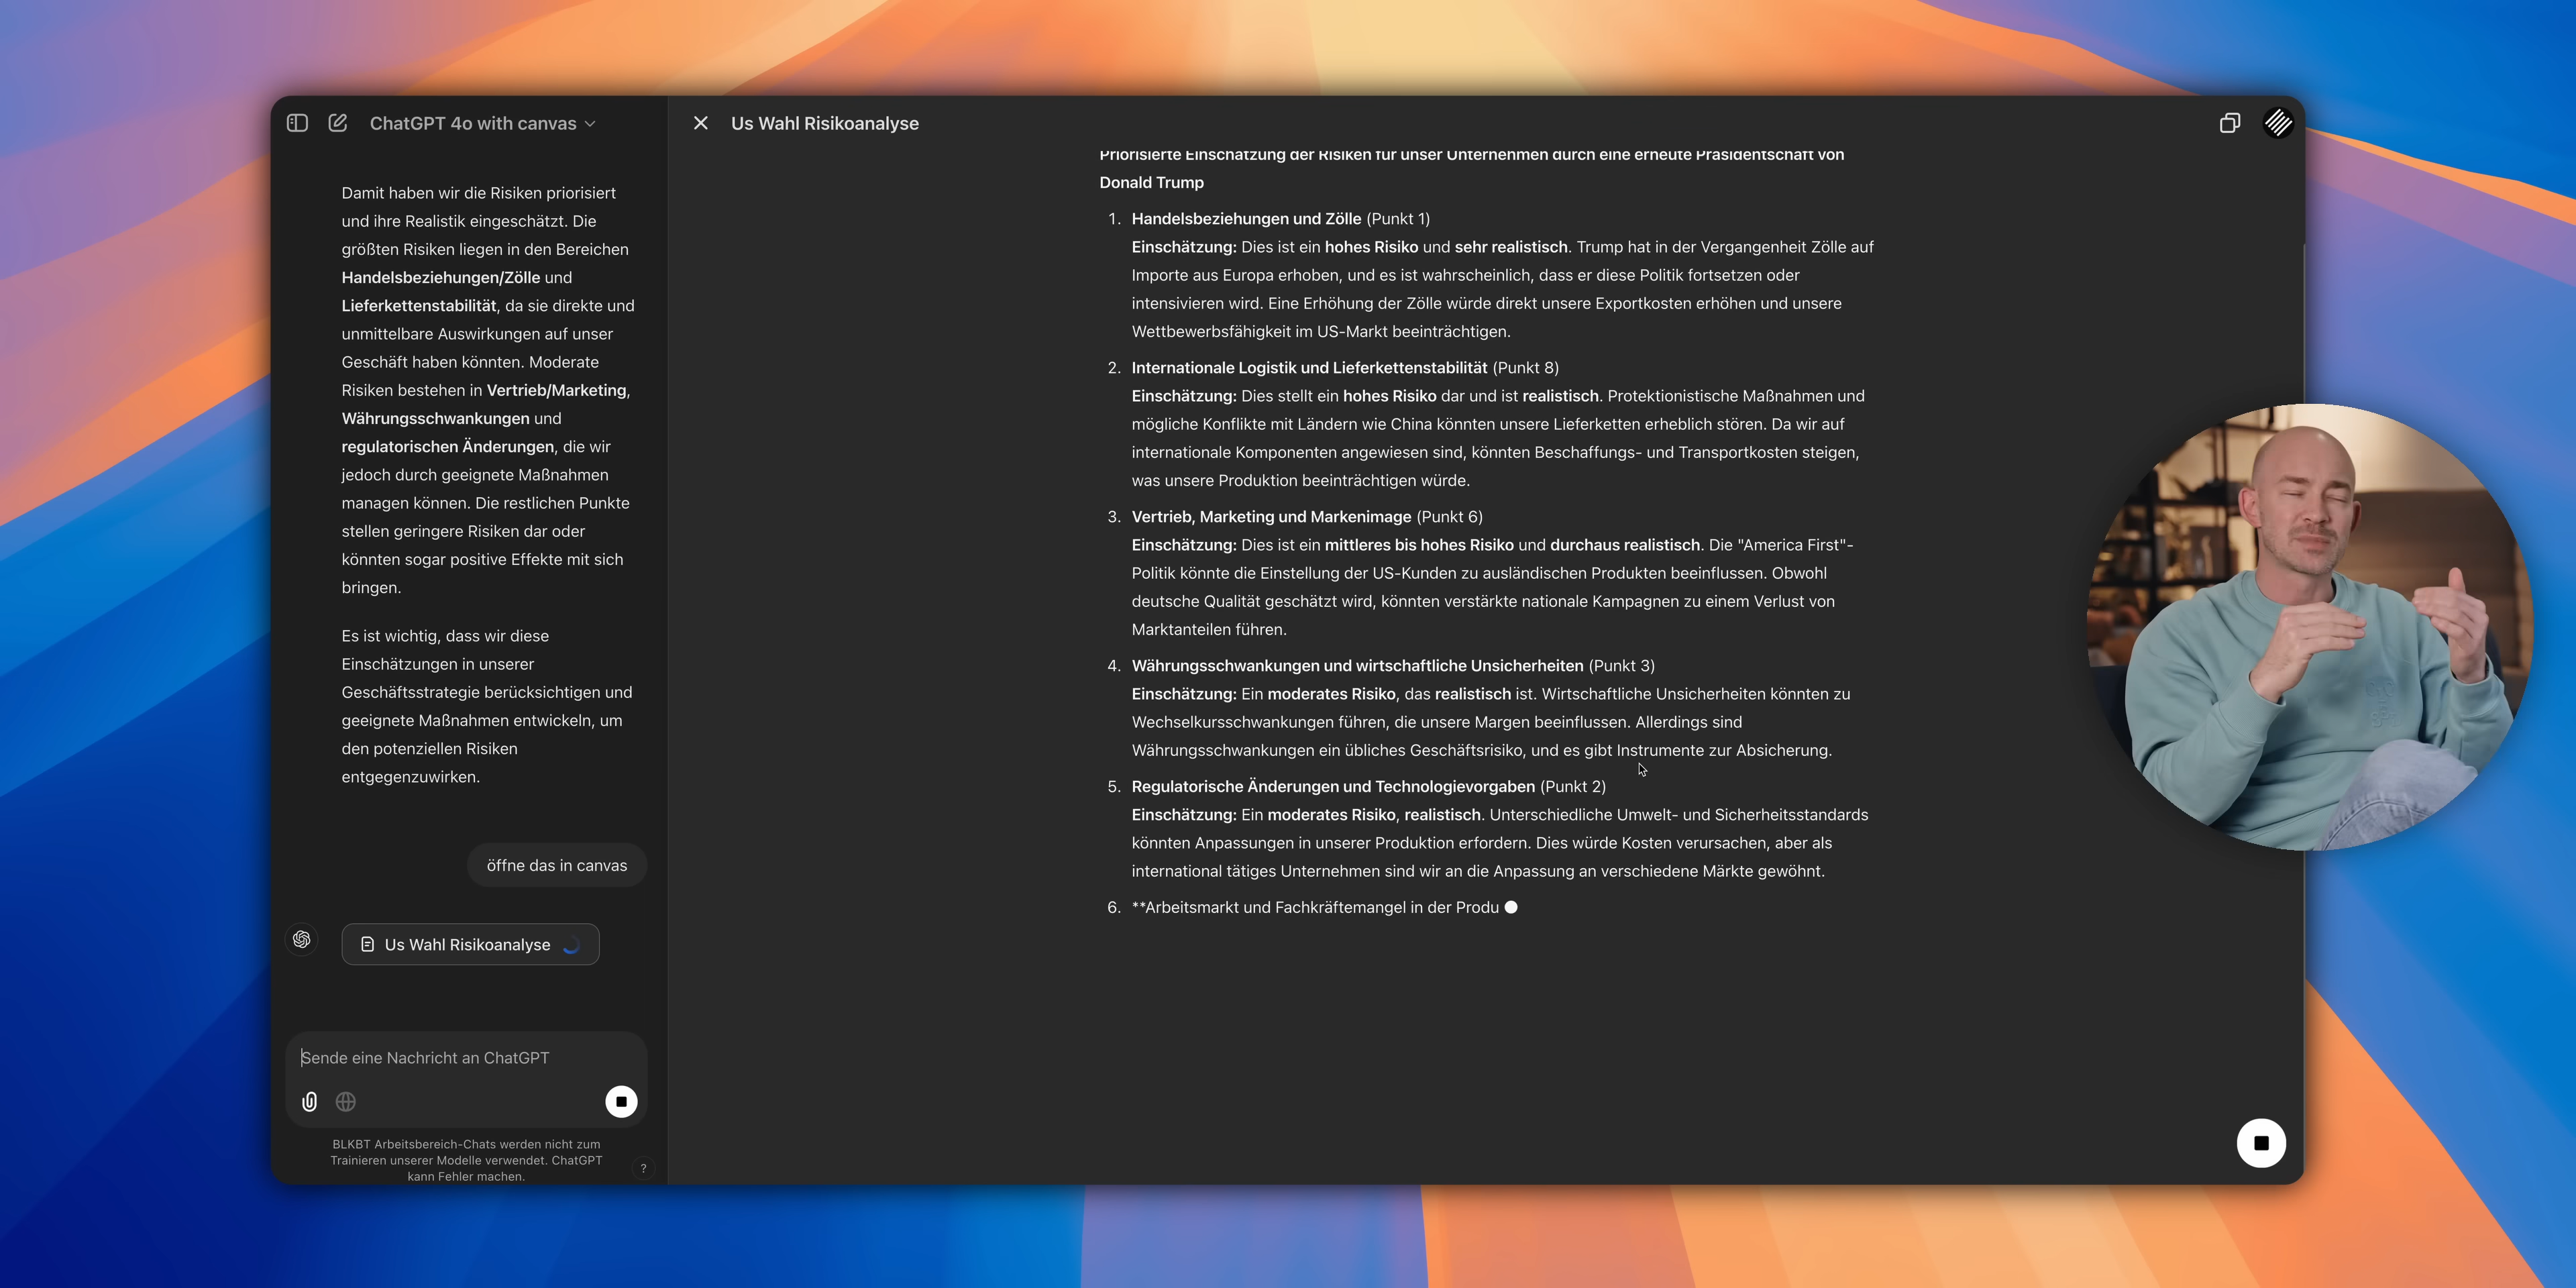 ChatGPT 4o with canvas
Damit haben wir die Risiken priorisiert
und ihre Realistik eingeschätzt. Die
größten Risiken liegen in den Bereichen
Handelsbeziehungen/Zölle und
Lieferkettenstabilität, da sie direkte und
unmittelbare Auswirkungen auf unser
Geschäft haben könnten. Moderate
Risiken bestehen in Vertrieb/Marketing,
Währungsschwankungen und
regulatorischen Änderungen, die wir
jedoch durch geeignete Maßnahmen
managen können. Die restlichen Punkte
stellen geringere Risiken dar oder
könnten sogar positive Effekte mit sich
bringen.
Es ist wichtig, dass wir diese
Einschätzungen in unserer
Geschäftsstrategie berücksichtigen und
geeignete Maßnahmen entwickeln, um
den potenziellen Risiken
entgegenzuwirken.
öffne das in canvas
Us Wahl Risikoanalyse
Sende eine Nachricht an ChatGPT
BLKBT Arbeitsbereich-Chats werden nicht zum
Trainieren unserer Modelle verwendet. ChatGPT
kann Fehler machen.
?
Us Wahl Risikoanalyse
Priorisierte Einschätzung der Risiken für unser Unternehmen durch eine erneute Präsidentschaft von
Donald Trump
1. Handelsbeziehungen und Zölle (Punkt 1)
Einschätzung: Dies ist ein hohes Risiko und sehr realistisch. Trump hat in der Vergangenheit Zölle auf
Importe aus Europa erhoben, und es ist wahrscheinlich, dass er diese Politik fortsetzen oder
intensivieren wird. Eine Erhöhung der Zölle würde direkt unsere Exportkosten erhöhen und unsere
Wettbewerbsfähigkeit im US-Markt beeinträchtigen.
2. Internationale Logistik und Lieferkettenstabilität (Punkt 8)
Einschätzung: Dies stellt ein hohes Risiko dar und ist realistisch. Protektionistische Maßnahmen und
mögliche Konflikte mit Ländern wie China könnten unsere Lieferketten erheblich stören. Da wir auf
internationale Komponenten angewiesen sind, könnten Beschaffungs- und Transportkosten steigen,
was unsere Produktion beeinträchtigen würde.
3. Vertrieb, Marketing und Markenimage (Punkt 6)
Einschätzung: Dies ist ein mittleres bis hohes Risiko und durchaus realistisch. Die "America First"-
Politik könnte die Einstellung der US-Kunden zu ausländischen Produkten beeinflussen. Obwohl
deutsche Qualität geschätzt wird, könnten verstärkte nationale Kampagnen zu einem Verlust von
Marktanteilen führen.
4. Währungsschwankungen und wirtschaftliche Unsicherheiten (Punkt 3)
Einschätzung: Ein moderates Risiko, das realistisch ist. Wirtschaftliche Unsicherheiten könnten zu
Wechselkursschwankungen führen, die unsere Margen beeinflussen. Allerdings sind
Währungsschwankungen ein übliches Geschäftsrisiko, und es gibt Instrumente zur Absicherung.
5. Regulatorische Änderungen und Technologievorgaben (Punkt 2)
Einschätzung: Ein moderates Risiko, realistisch. Unterschiedliche Umwelt- und Sicherheitsstandards
könnten Anpassungen in unserer Produktion erfordern. Dies würde Kosten verursachen, aber als
international tätiges Unternehmen sind wir an die Anpassung an verschiedene Märkte gewöhnt.
6. **Arbeitsmarkt und Fachkräftemangel in der Produ